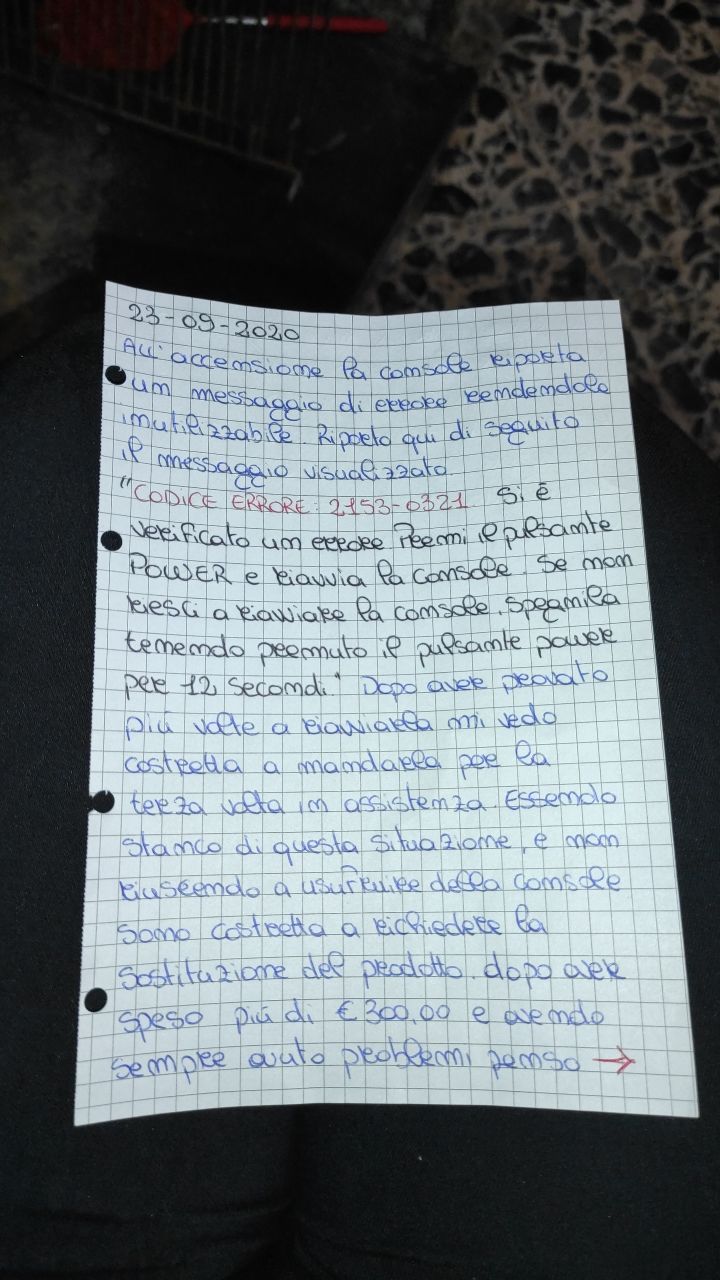 23-09-2020
All'accensione la console riporta
un messaggio di errore rendendola
inutilizzabile. Riporto qui di seguito
il messaggio visualizzato.
"CODICE ERRORE: 2153-0321. Si è
verificato un errore Premi il pulsante
POWER e riavvia la console. Se non
riesci a riavviare la console, spegnila
tenendo premuto il pulsante power
per 12 secondi." Dopo aver provato
più volte a riavviarla mi vedo
costretta a mandarla per la
terza volta in assistenza. Essendo
stanco di questa situazione, e non
riuscendo a usufruire della console
sono costretta a richiedere la
sostituzione del prodotto. dopo aver
speso più di €300,00 e avendo
sempre avuto problemi penso →